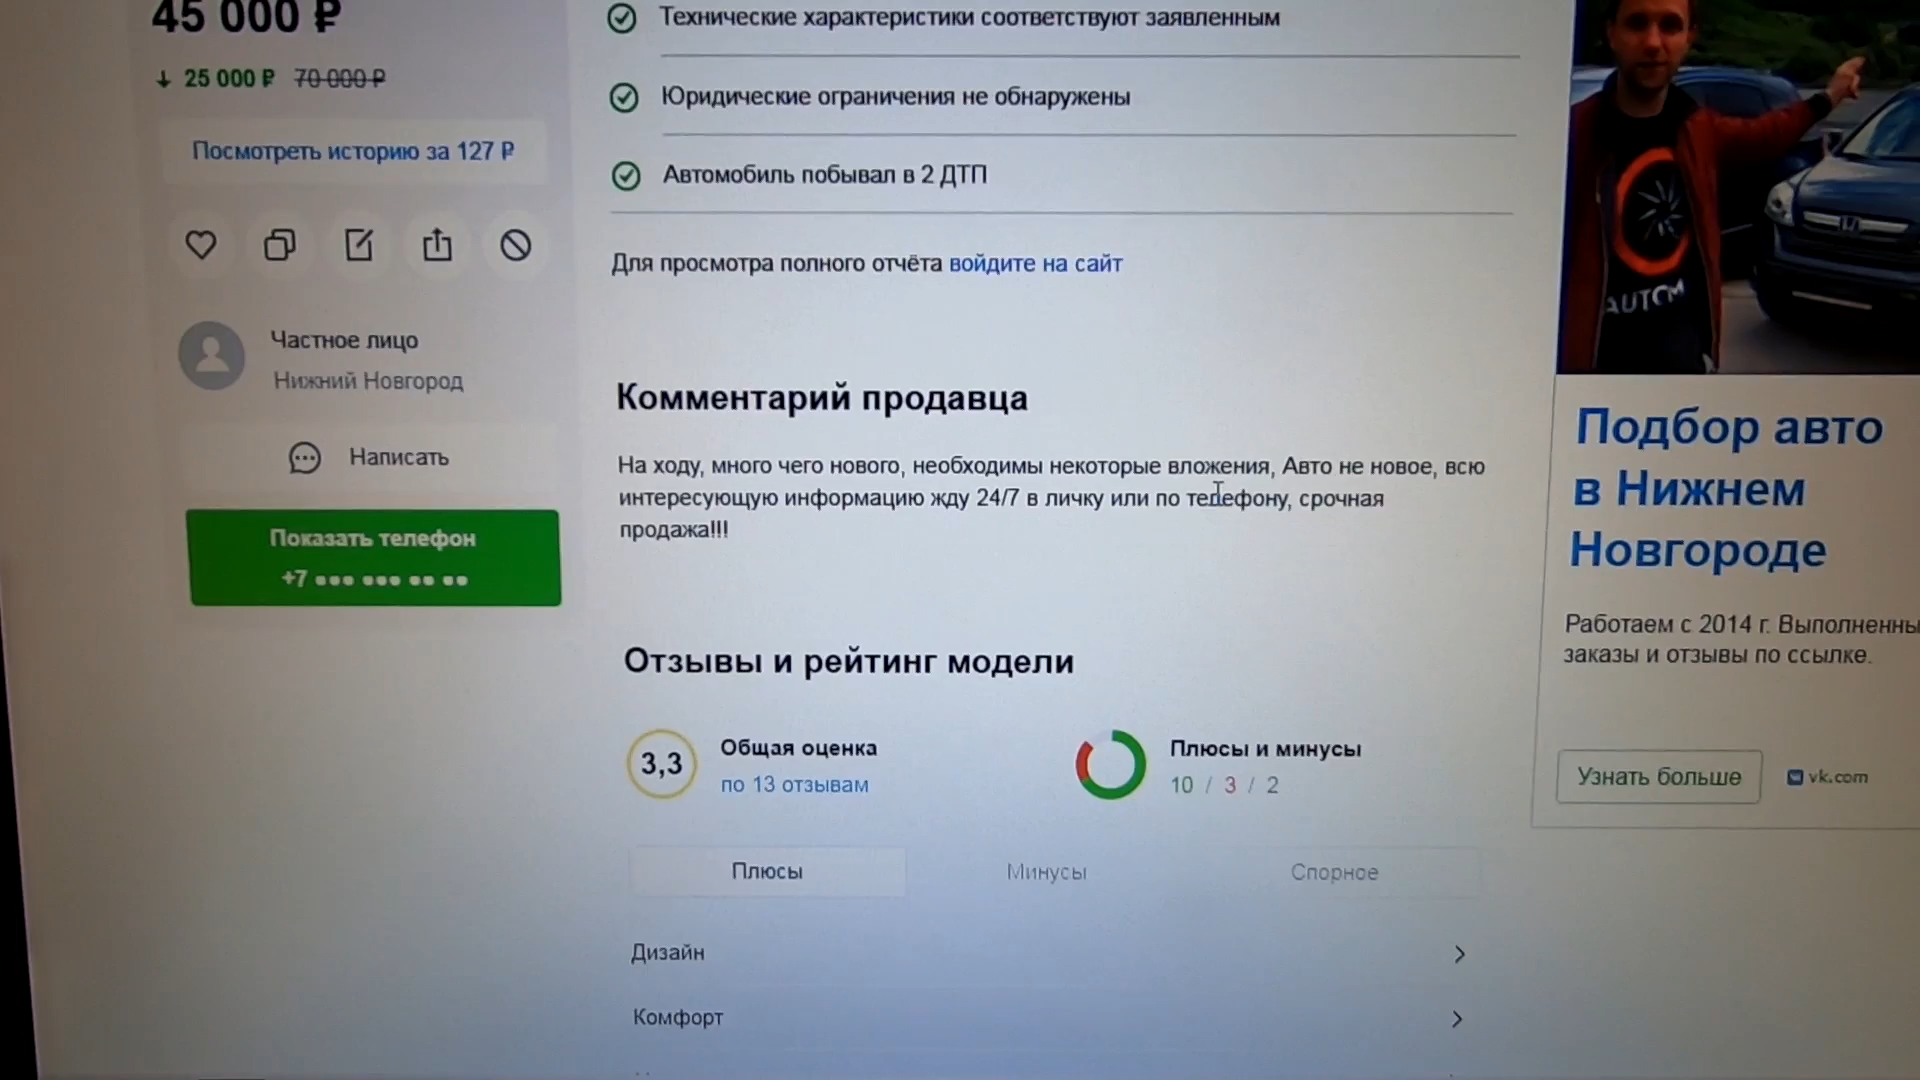 45 000 ₽
25 000 ₽ 70 000 ₽
Посмотреть историю за 127 ₽
Частное лицо
Нижний Новгород
Написать
Показать телефон
+7 ●●● ●●● ●● ●●
Технические характеристики соответствуют заявленным
Юридические ограничения не обнаружены
Автомобиль побывал в 2 ДТП
Для просмотра полного отчёта войдите на сайт
Комментарий продавца
На ходу, много чего нового, необходимы некоторые вложения, Авто не новое, всю
интересующую информацию жду 24/7 в личку или по телефону, срочная
продажа!!!
Отзывы и рейтинг модели
3,3
Общая оценка
по 13 отзывам
Плюсы и минусы
10 / 3 / 2
Плюсы
Минусы
Спорное
Дизайн
Комфорт
Подбор авто
в Нижнем
Новгороде
Работаем с 2014 г. Выполненны
заказы и отзывы по ссылке.
Узнать больше
vk.com